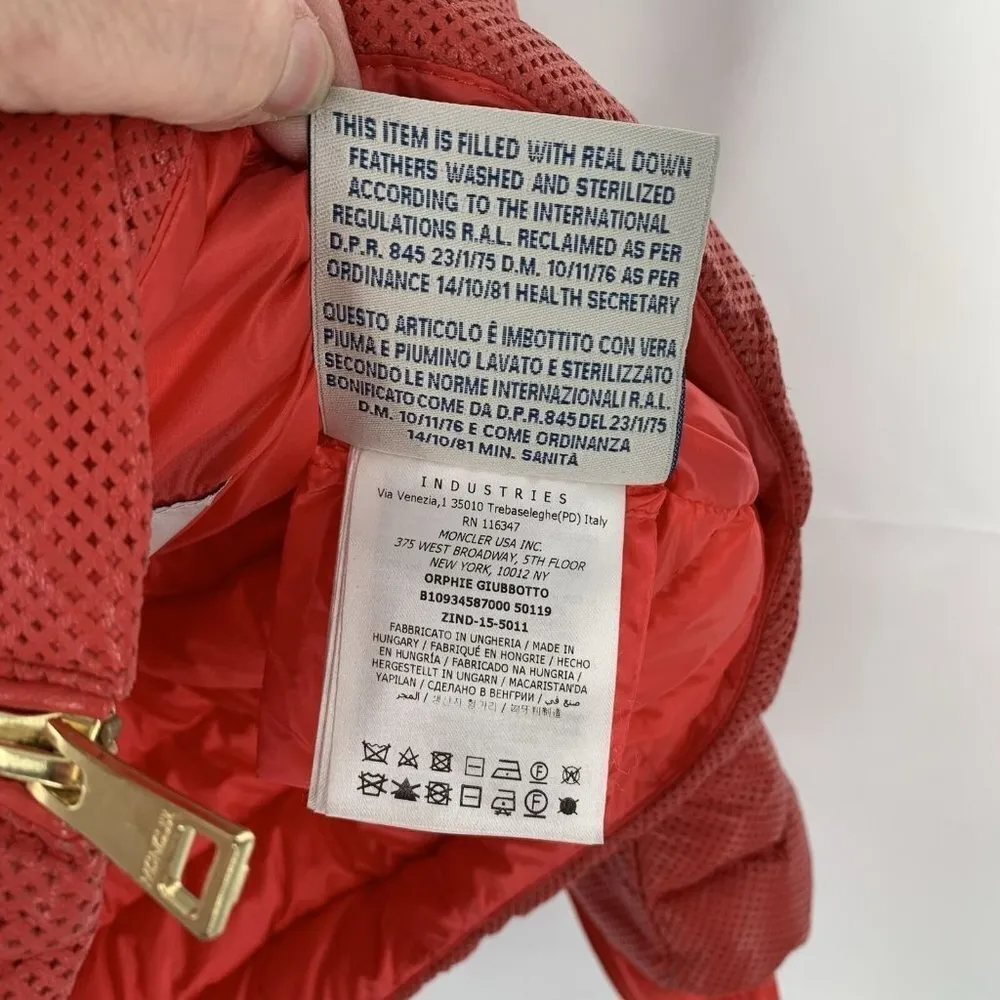 THIS ITEM IS FILLED WITH REAL DOWN
FEATHERS WASHED AND STERILIZED
ACCORDING TO THE INTERNATIONAL
REGULATIONS R.A.L. RECLAIMED AS PER
D.P.R. 845 23/1/75 D.M. 10/11/76 AS PER
ORDINANCE 14/10/81 HEALTH SECRETARY
QUESTO ARTICOLO È IMBOTTITO CON VERA
PIUMA E PIUMINO LAVATO E STERILIZZATO
SECONDO LE NORME INTERNAZIONALI R.A.L.
BONIFICATO COME DA D.P.R. 845 DEL 23/1/75
D.M. 10/11/76 E COME ORDINANZA
14/10/81 MIN. SANITÀ
INDUSTRIES
Via Venezia,1 35010 Trebaseleghe(PD) Italy
RN 116347
MONCLER USA INC.
375 WEST BROADWAY, 5TH FLOOR
NEW YORK, 10012 NY
ORPHIE GIUBBOTTO
B10934587000 50119
ZIND-15-5011
FABBRICATO IN UNGHERIA / MADE IN
HUNGARY / FABRIQUÉ EN HONGRIE / HECHO
EN HUNGRÍA / FABRICADO NA HUNGRIA /
HERGESTELLT IN UNGARN / MACARISTAN'DA
YAPILAN / СДЕЛАНО В ВЕНГРИИ / صنع في
المجر /
MONCLER